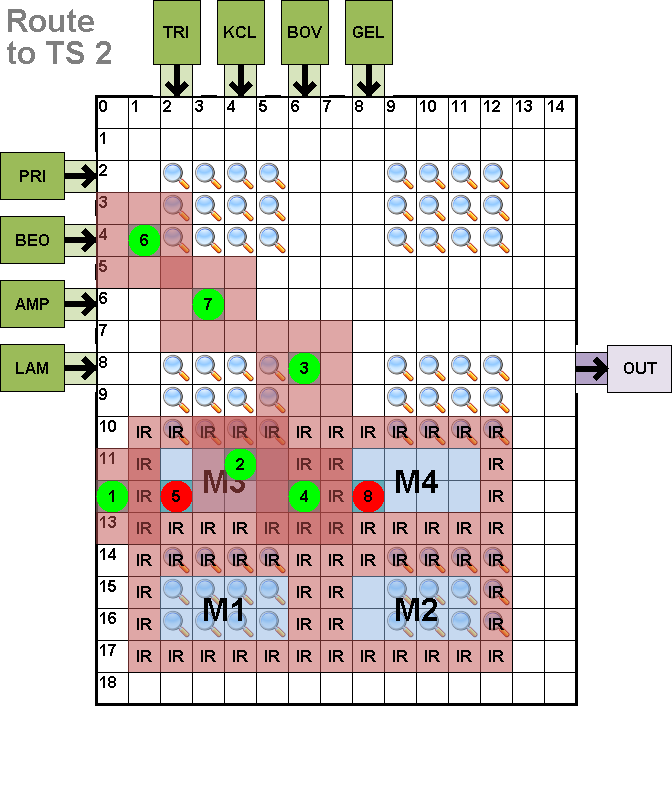 Route
to TS 2
TRI KCL BOV GEL
0 1 2 3 4 5 6 7 8 9 10 11 12 13 14
1
PRI 2
3
BEO 4 6
5
AMP 6 7
7
LAM 8 3 OUT
9
10 IR IR IR IR IR IR IR IR IR IR IR IR
11 IR M3 2 IR IR M4 IR
1 IR 5 4 IR 8 IR
13 IR IR IR IR IR IR IR IR IR IR IR IR
14 IR IR IR IR IR IR IR IR IR IR IR IR
15 IR M1 IR IR M2 IR
16 IR IR IR IR
17 IR IR IR IR IR IR IR IR IR IR IR IR
18